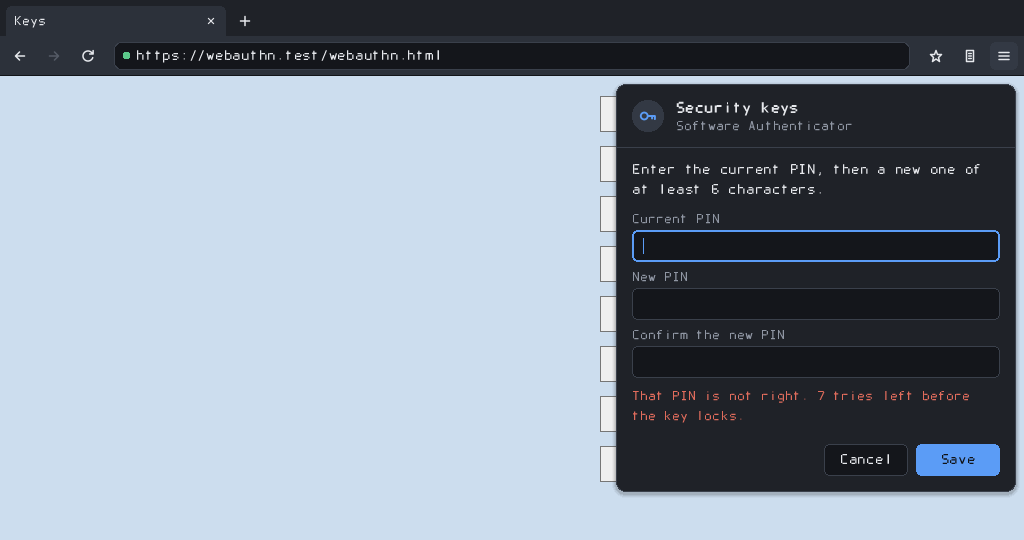 Keys
https://webauthn.test/webauthn.html
Security keys
Software Authenticator
Enter the current PIN, then a new one of
at least 6 characters.
Current PIN
New PIN
Confirm the new PIN
That PIN is not right. 7 tries left before
the key locks.
Cancel
Save